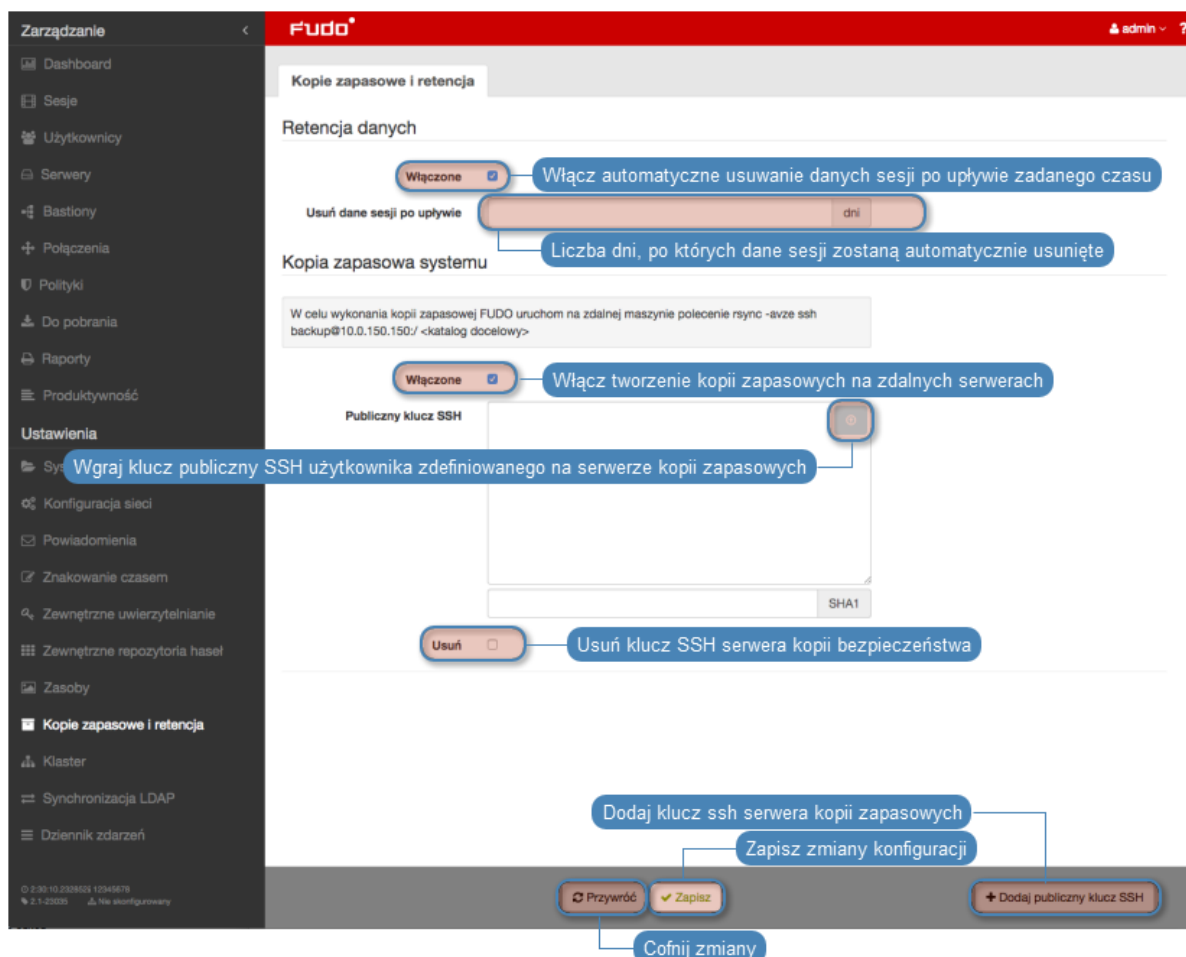 Zarządzanie
FUDO
admin
?
Dashboard
Sesje
Użytkownicy
Serwery
Bastiony
Połączenia
Polityki
Do pobrania
Raporty
Produktywność
Ustawienia
Sys
Konfiguracja sieci
Powiadomienia
Znakowanie czasem
Zewnętrzne uwierzytelnianie
Zewnętrzne repozytoria haseł
Zasoby
Kopie zapasowe i retencja
Klaster
Synchronizacja LDAP
Dziennik zdarzeń
2.1-23035 Nie skonfigurowany
Kopie zapasowe i retencja
Retencja danych
Włączone
Włącz automatyczne usuwanie danych sesji po upływie zadanego czasu
Usuń dane sesji po upływie
dni
Liczba dni, po których dane sesji zostaną automatycznie usunięte
Kopia zapasowa systemu
W celu wykonania kopii zapasowej FUDO uruchom na zdalnej maszynie polecenie rsync -avze ssh
backup@10.0.150.150:/ <katalog docelowy>
Włączone
Włącz tworzenie kopii zapasowych na zdalnych serwerach
Publiczny klucz SSH
Wgraj klucz publiczny SSH użytkownika zdefiniowanego na serwerze kopii zapasowych
SHA1
Usuń
Usuń klucz SSH serwera kopii bezpieczeństwa
Dodaj klucz ssh serwera kopii zapasowych
Zapisz zmiany konfiguracji
Przywróć
Zapisz
+ Dodaj publiczny klucz SSH
Cofnij zmiany